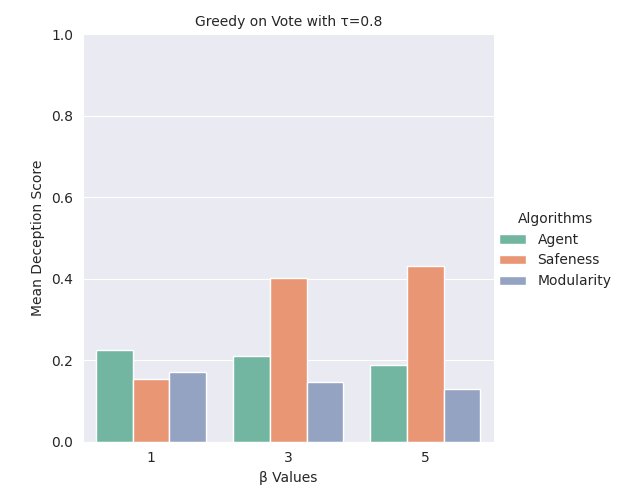 Greedy on Vote with τ=0.8
1.0
0.8
0.6
0.4
0.2
0.0
Mean Deception Score
1 3 5
β Values
Algorithms
Agent
Safeness
Modularity